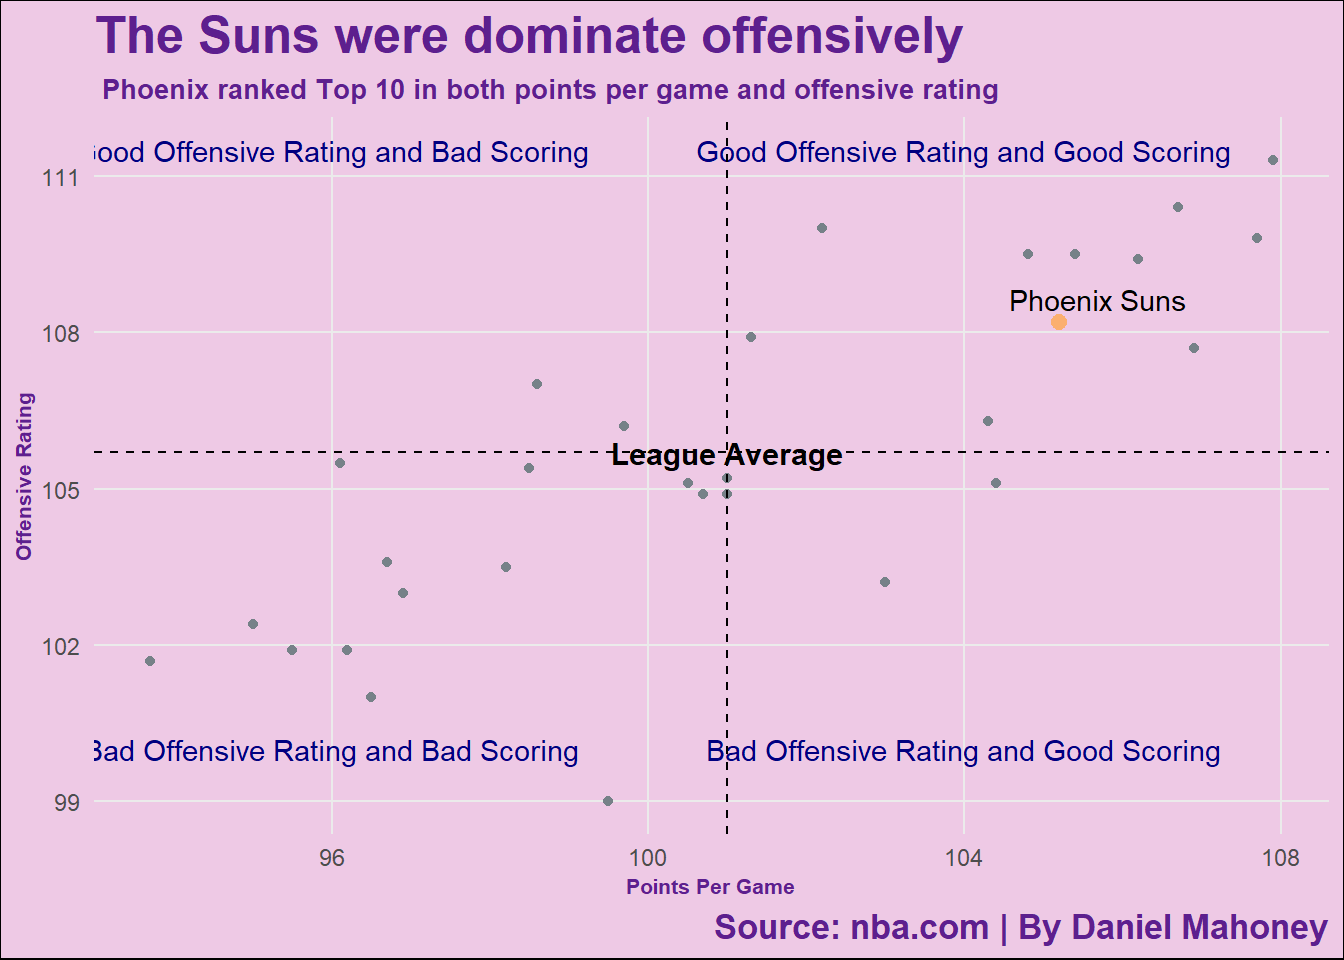 The Suns were dominate offensively
Phoenix ranked Top 10 in both points per game and offensive rating
Good Offensive Rating and Bad Scoring
Good Offensive Rating and Good Scoring
111
Phoenix Suns
108
League Average
105
Offensive Rating
102
Bad Offensive Rating and Bad Scoring
Bad Offensive Rating and Good Scoring
99
96 100 104 108
Points Per Game
Source: nba.com | By Daniel Mahoney